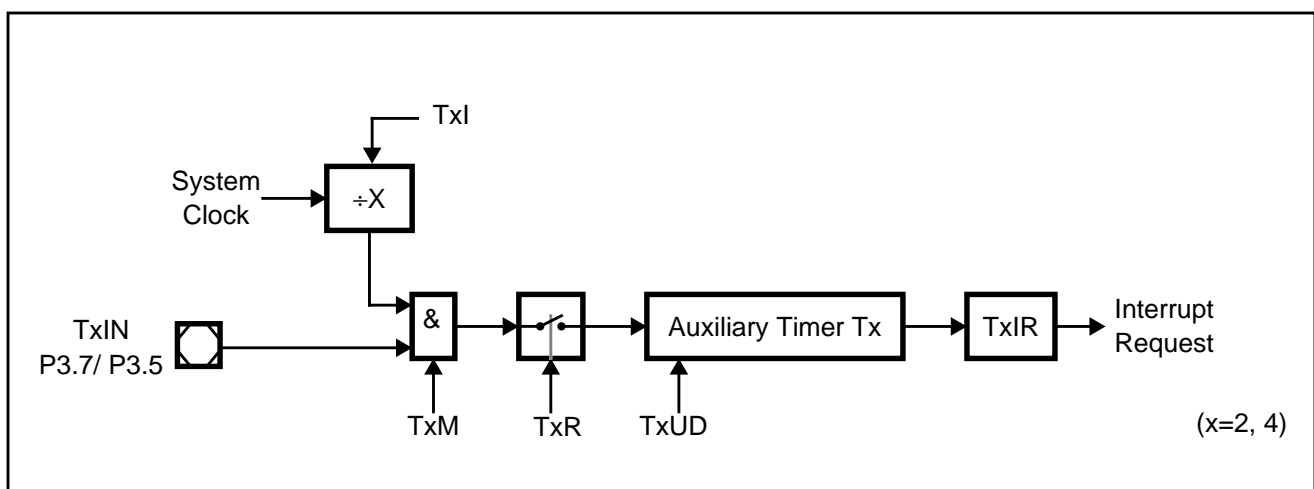 TxI
System
Clock
÷X
TxIN
P3.7/ P3.5
&
Auxiliary Timer Tx
TxIR
Interrupt
Request
TxM
TxR
TxUD
(x=2, 4)